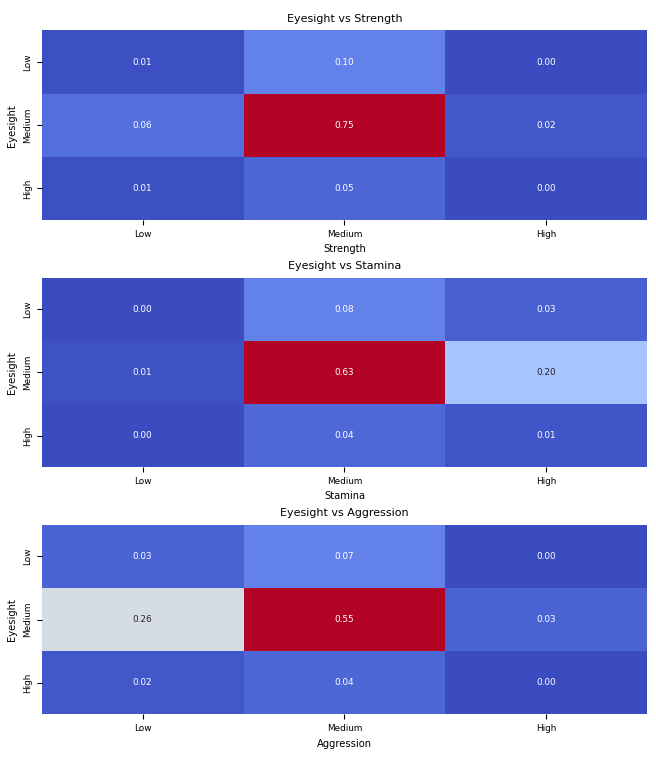 Eyesight vs Strength
Eyesight
Low
0.01 0.10 0.00
Medium
0.06 0.75 0.02
High
0.01 0.05 0.00
Low Medium High
Strength
Eyesight vs Stamina
Eyesight
Low
0.00 0.08 0.03
Medium
0.01 0.63 0.20
High
0.00 0.04 0.01
Low Medium High
Stamina
Eyesight vs Aggression
Eyesight
Low
0.03 0.07 0.00
Medium
0.26 0.55 0.03
High
0.02 0.04 0.00
Low Medium High
Aggression